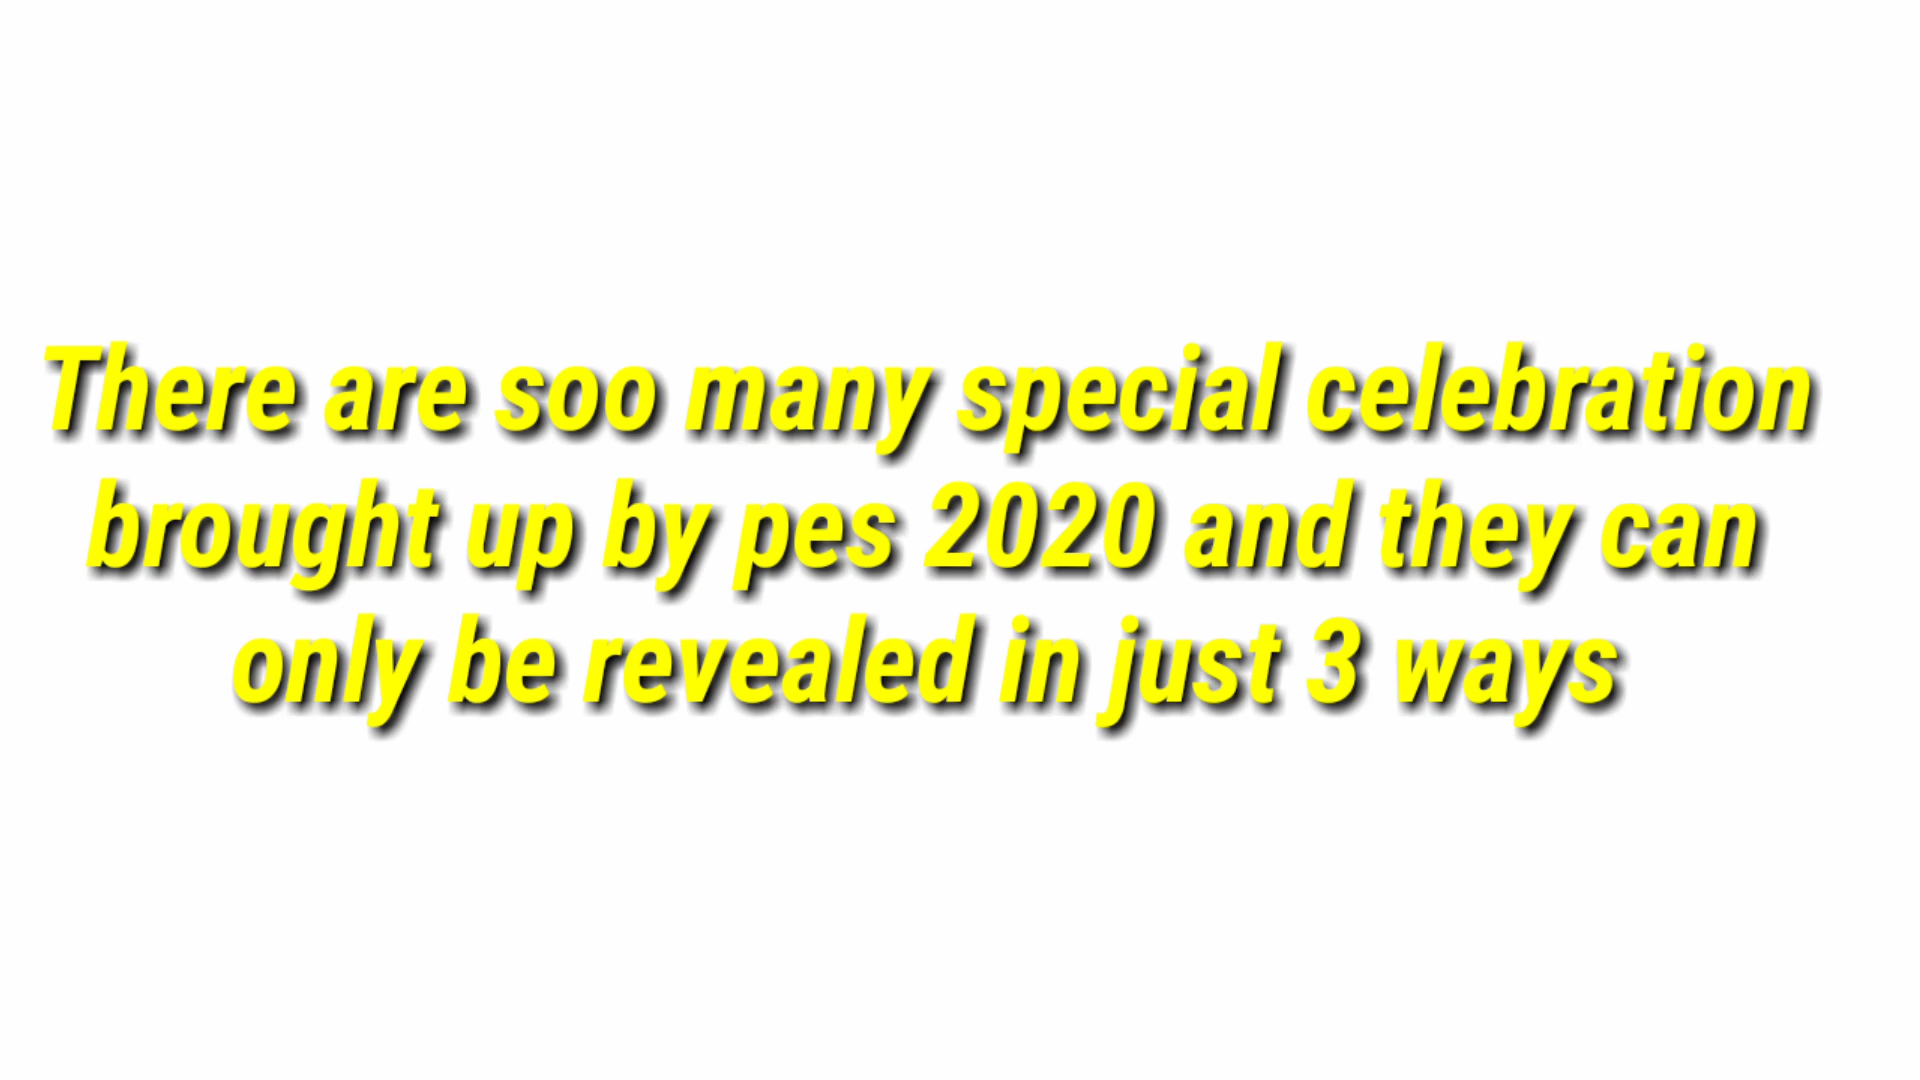 There are soo many special celebration
brought up by pes 2020 and they can
only be revealed in just 3 ways